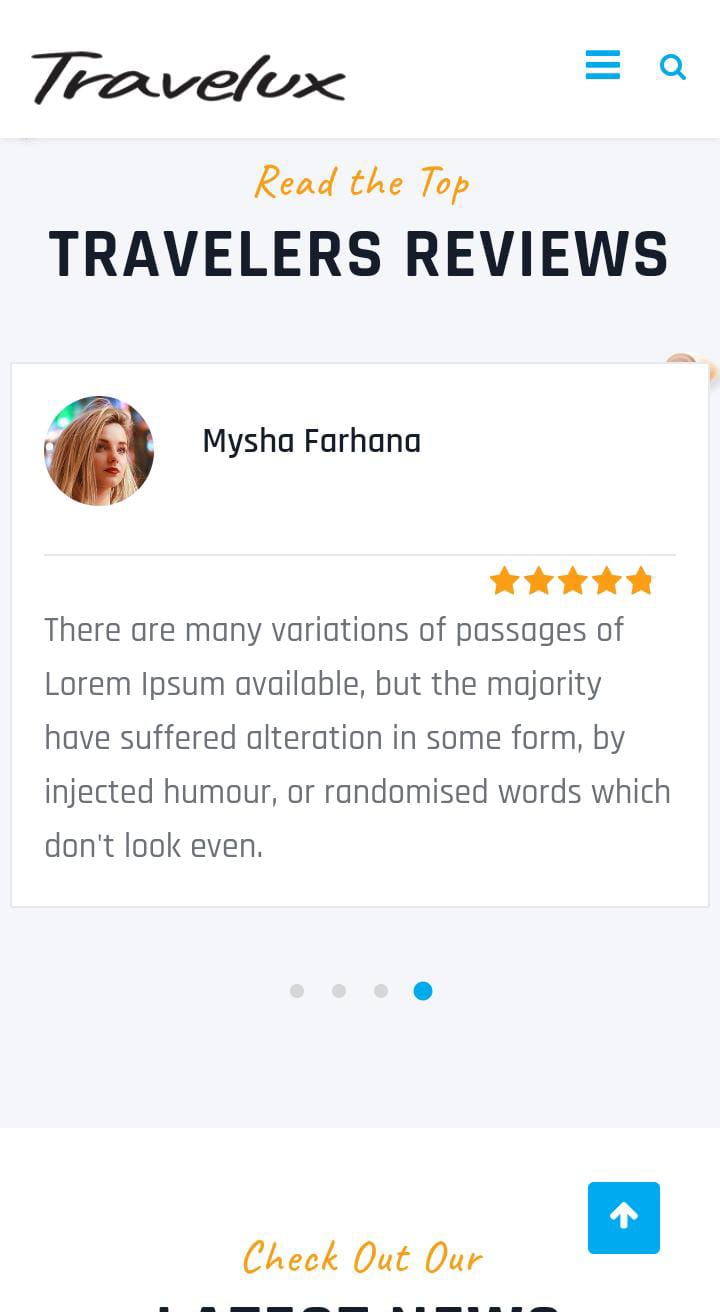 Travelux
Read the Top
TRAVELERS REVIEWS
Mysha Farhana
There are many variations of passages of
Lorem Ipsum available, but the majority
have suffered alteration in some form, by
injected humour, or randomised words which
don't look even.
Check Out Our
LATEST NEWS